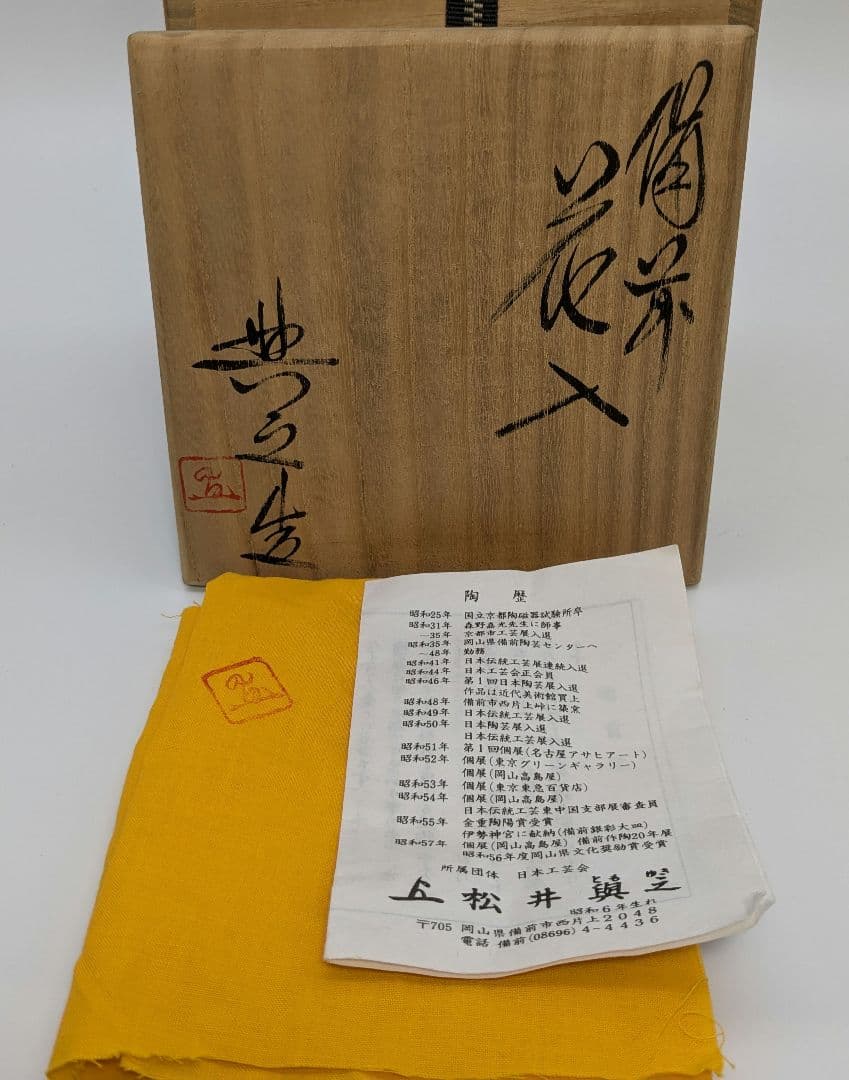 備前
花入
與之造
陶歴
昭和25年 国立京都陶磁器試験所卒
昭和31年 森野嘉光先生に師事
〜35年 京都市工芸展入選
昭和35年 岡山県備前陶芸センターへ
〜48年 勤務
昭和41年 日本伝統工芸展連続入選
昭和44年 日本工芸会正会員
昭和46年 第1回日本陶芸展入選
作品は近代美術館買上
昭和48年 備前市西片上峠に築窯
昭和49年 日本伝統工芸展入選
昭和50年 日本陶芸展入選
日本伝統工芸展入選
昭和51年 第1回個展(名古屋アサヒアート)
昭和52年 個展(東京グリーンギャラリー)
個展(岡山高島屋)
昭和53年 個展(東京東急百貨店)
昭和54年 個展(岡山高島屋)
日本伝統工芸東中国支部展審査員
昭和55年 金重陶陽賞受賞
伊勢神宮に献納(備前銀彩大皿)
昭和57年 個展(岡山高島屋) 備前作陶20年展
昭和56年度岡山県文化奨励賞受賞
所属団体 日本工芸会
松井與之
とも ゆき
昭和6年生れ
〒705 岡山県備前市西片上2048
電話 備前(08696)4-4436